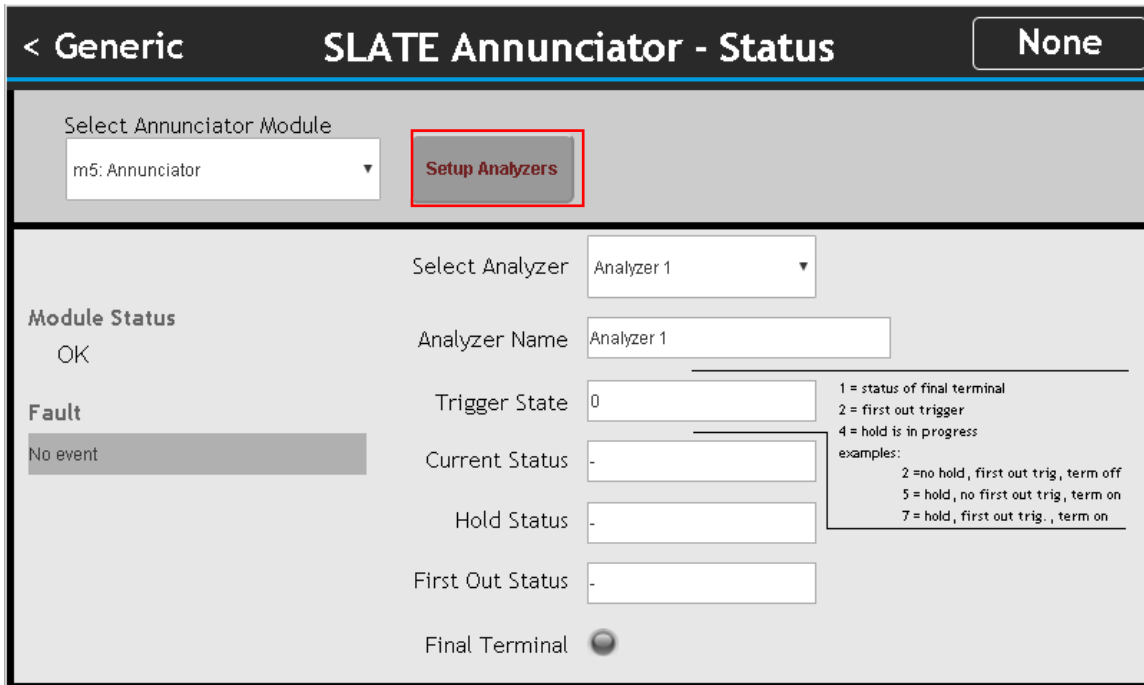 < Generic
SLATE Annunciator - Status
None
Select Annunciator Module
m5: Annunciator
Setup Analyzers
Module Status
OK
Fault
No event
Select Analyzer
Analyzer 1
Analyzer Name
Analyzer 1
Trigger State
0
Current Status
-
Hold Status
-
First Out Status
-
Final Terminal
1 = status of final terminal
2 = first out trigger
4 = hold is in progress
examples:
2 =no hold, first out trig, term off
5 = hold, no first out trig, term on
7 = hold, first out trig. , term on